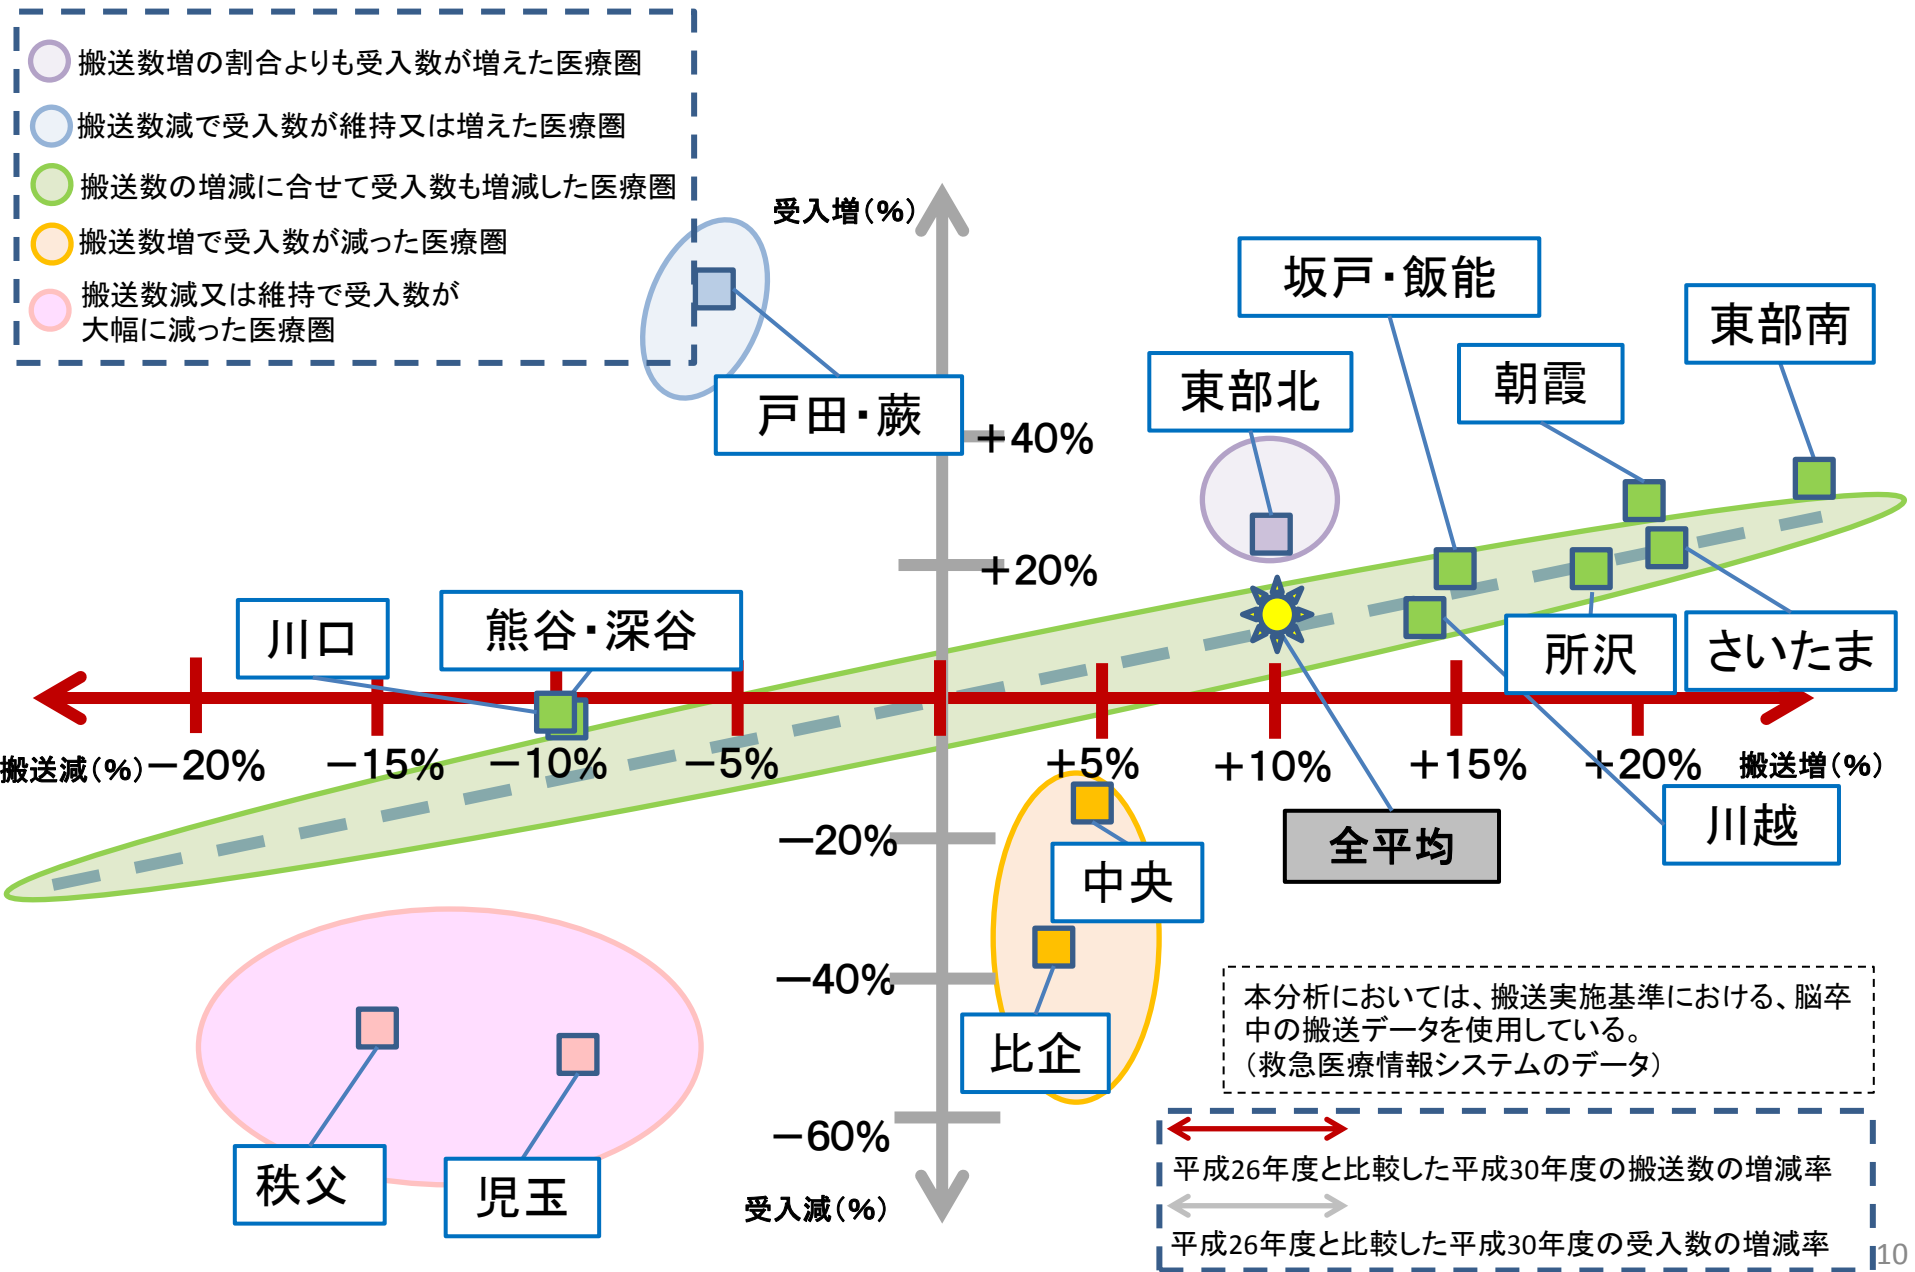 搬送数増の割合よりも受入数が増えた医療圏
搬送数減で受入数が維持又は増えた医療圏
搬送数の増減に合せて受入数も増減した医療圏
搬送数増で受入数が減った医療圏
搬送数減又は維持で受入数が
大幅に減った医療圏
受入増(%)
坂戸・飯能
東部南
朝霞
東部北
戸田・蕨
+40%
+20%
川口
熊谷・深谷
所沢
さいたま
搬送減(%)
-20%
-15%
-10%
-5%
+5%
+10%
+15%
+20%
搬送増(%)
川越
全平均
-20%
中央
-40%
比企
-60%
秩父
児玉
受入減(%)
本分析においては、搬送実施基準における、脳卒
中の搬送データを使用している。
(救急医療情報システムのデータ)
平成26年度と比較した平成30年度の搬送数の増減率
平成26年度と比較した平成30年度の受入数の増減率
10